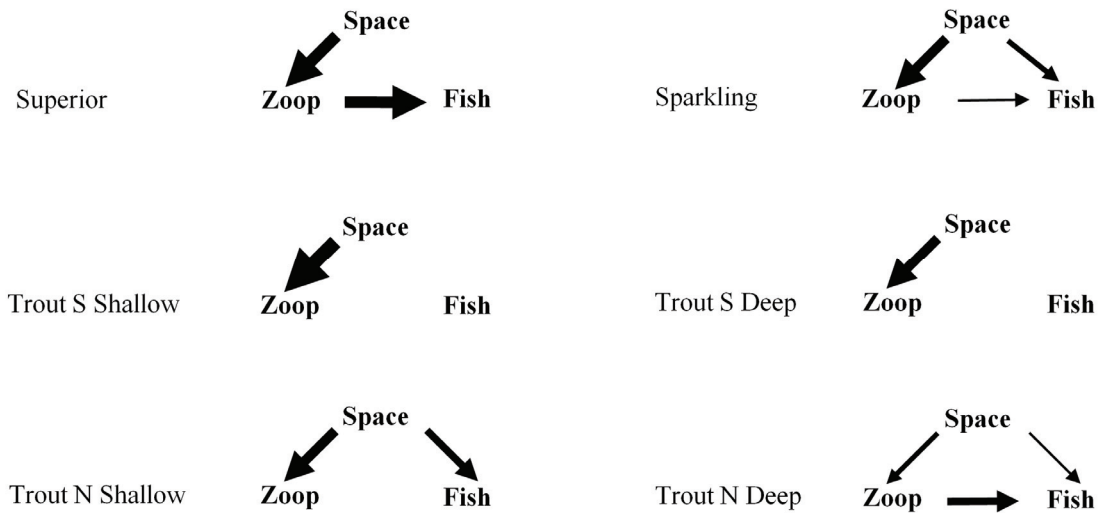 Space
Superior Zoop Fish
Space
Sparkling Zoop Fish
Space
Trout S Shallow Zoop Fish
Space
Trout S Deep Zoop Fish
Space
Trout N Shallow Zoop Fish
Space
Trout N Deep Zoop Fish